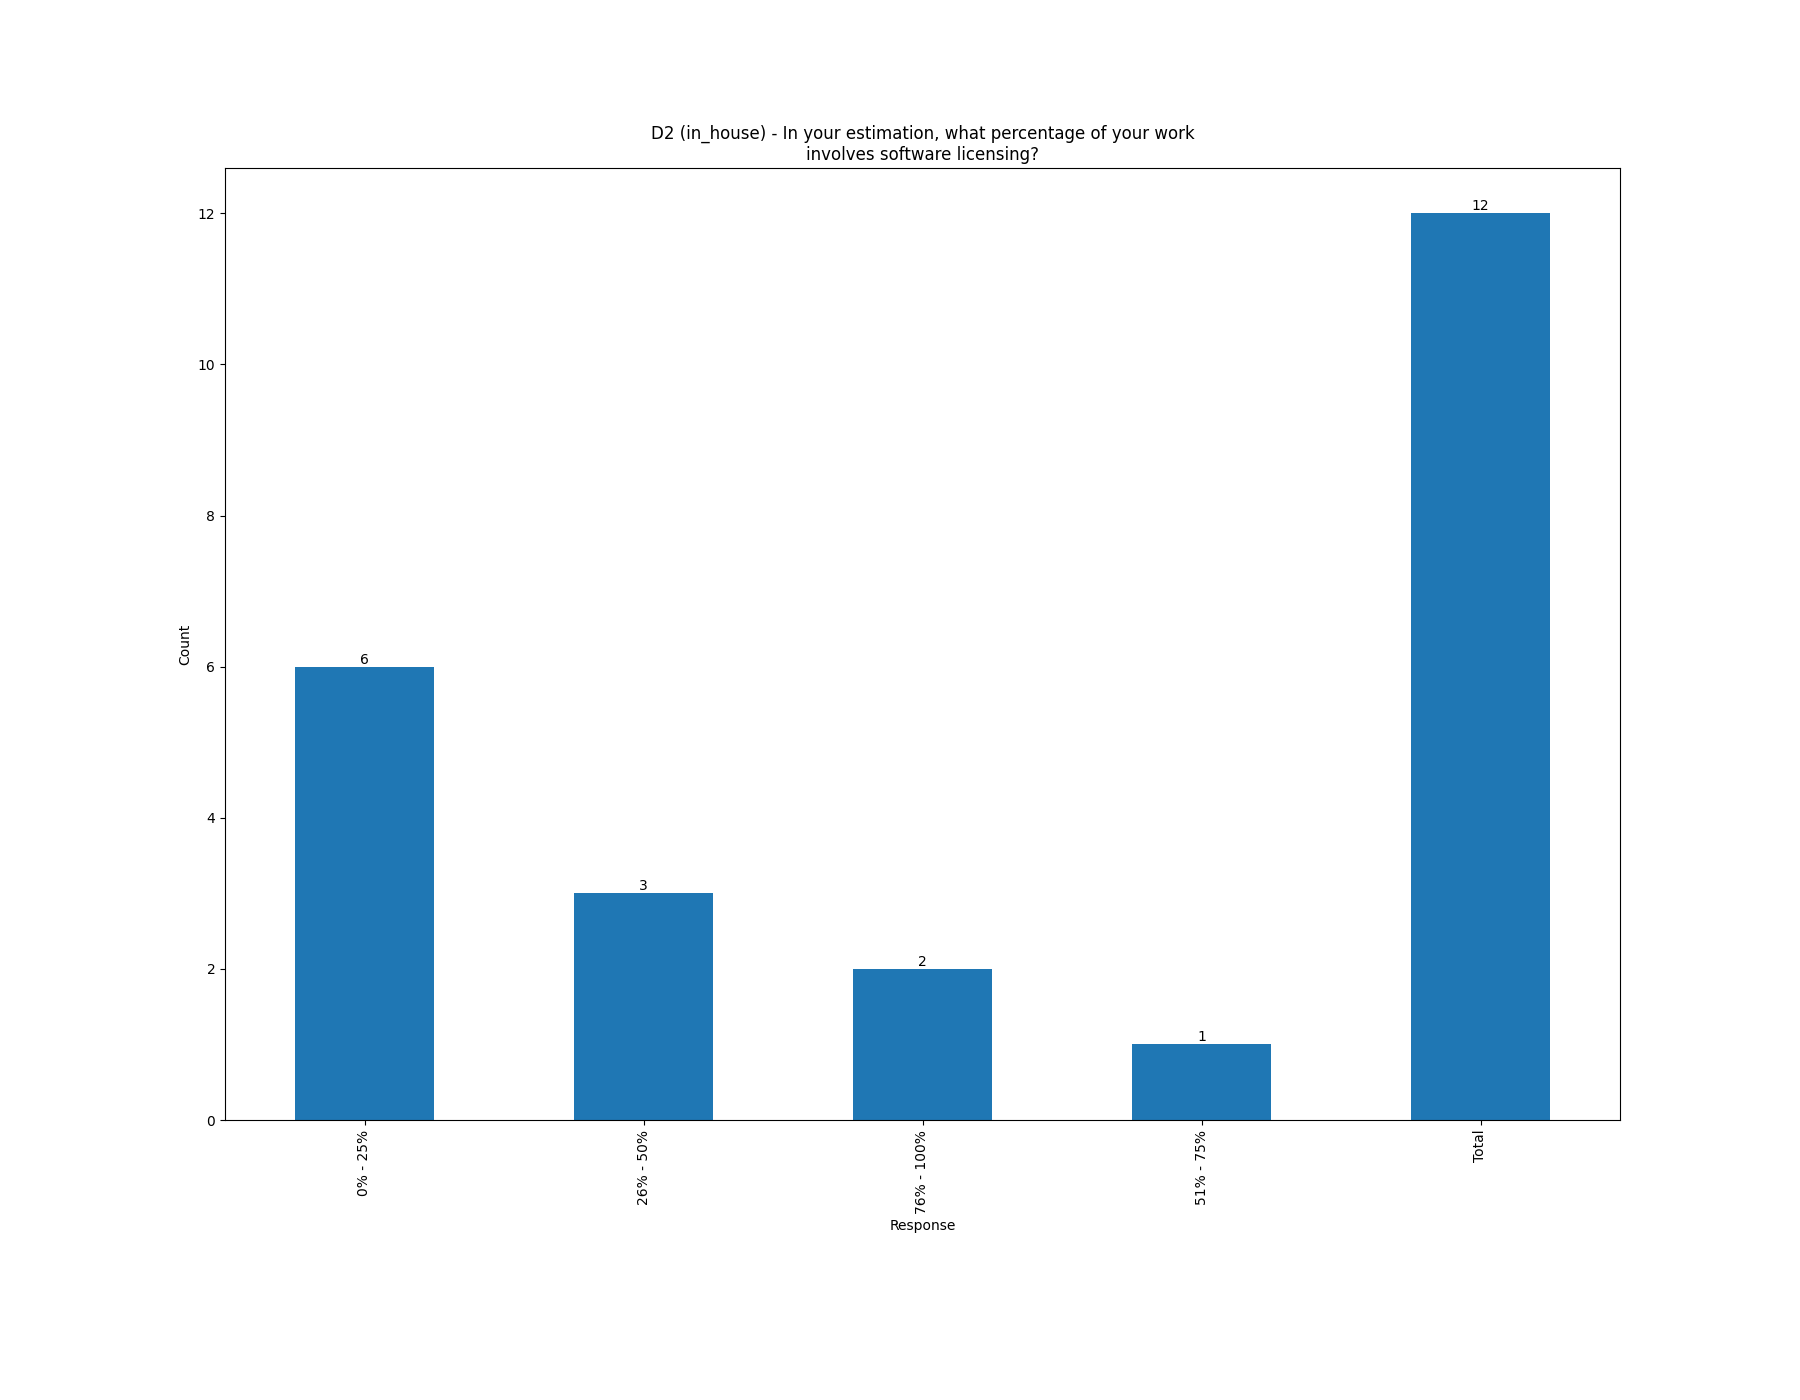 D2 (in_house) - In your estimation, what percentage of your work
involves software licensing?
12
10
8
6
4
2
0
Count
6
3
2
1
12
0% - 25%
26% - 50%
76% - 100%
51% - 75%
Total
Response